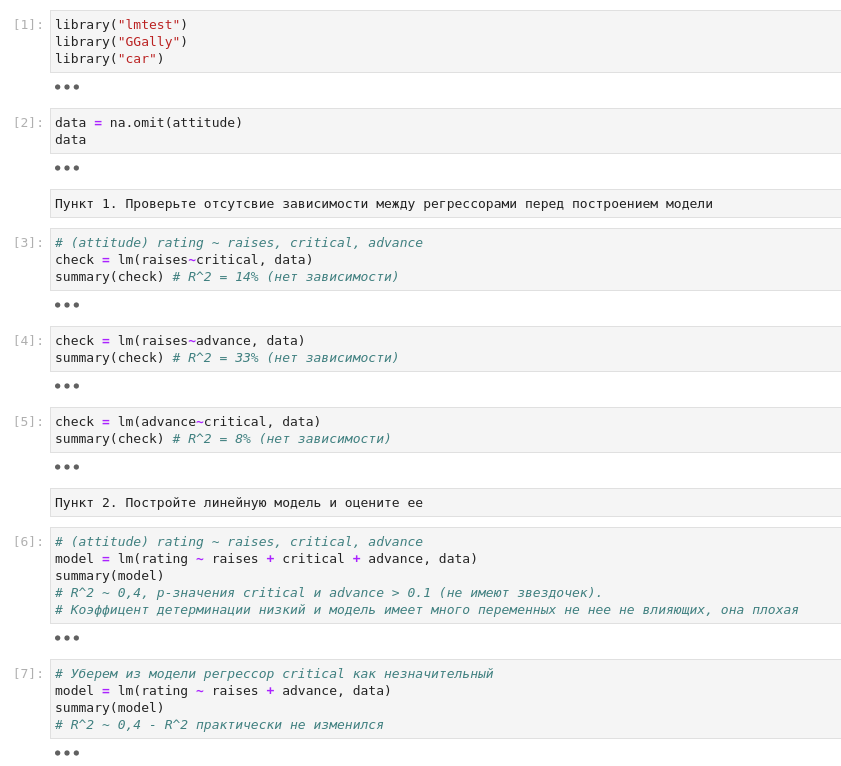 [1]: library("lmtest")
library("GGally")
library("car")
•••
[2]: data = na.omit(attitude)
data
•••
Пункт 1. Проверьте отсутсвие зависимости между регрессорами перед построением модели
[3]: # (attitude) rating ~ raises, critical, advance
check = lm(raises~critical, data)
summary(check) # R^2 = 14% (нет зависимости)
•••
[4]: check = lm(raises~advance, data)
summary(check) # R^2 = 33% (нет зависимости)
•••
[5]: check = lm(advance~critical, data)
summary(check) # R^2 = 8% (нет зависимости)
•••
Пункт 2. Постройте линейную модель и оцените ее
[6]: # (attitude) rating ~ raises, critical, advance
model = lm(rating ~ raises + critical + advance, data)
summary(model)
# R^2 ~ 0,4, p-значения critical и advance > 0.1 (не имеют звездочек).
# Коэффицент детерминации низкий и модель имеет много переменных не нее не влияющих, она плохая
•••
[7]: # Уберем из модели регрессор critical как незначительный
model = lm(rating ~ raises + advance, data)
summary(model)
# R^2 ~ 0,4 - R^2 практически не изменился
•••